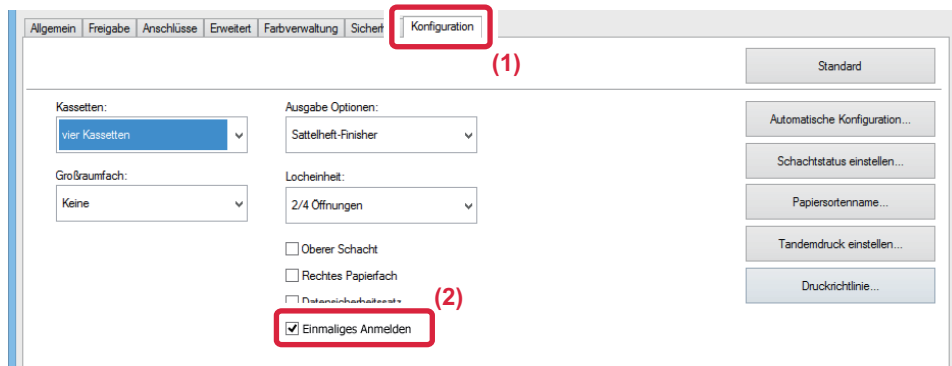 Allgemein Freigabe Anschlüsse Erweitert Farbverwaltung Konfiguration
(1)
Standard
Kassetten: Ausgabe Optionen:
vier Kassetten Sattelheft-Finisher Automatische Konfiguration...
Schachtstatus einstellen...
Großraumfach: Locheinheit:
Keine 2/4 Öffnungen Papiersortenname...
Oberer Schacht Tandemdruck einstellen...
Rechtes Papierfach Druckrichtlinie...
Datensicherheitssatz (2)
Einmaliges Anmelden